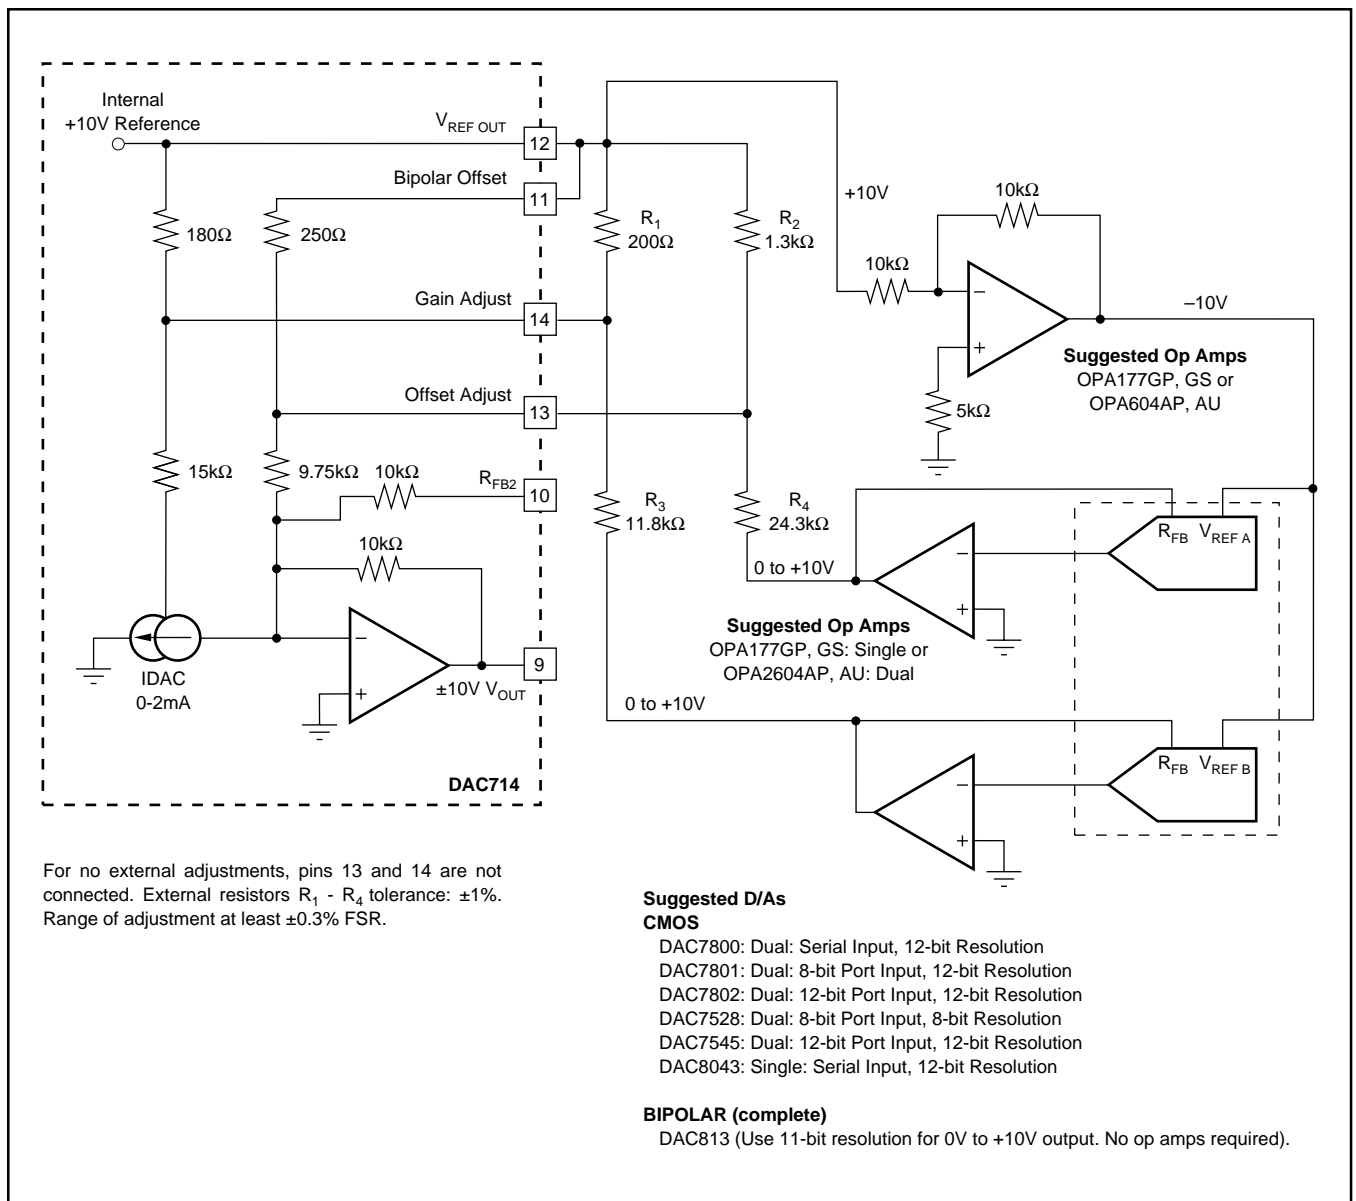 Internal
+10V Reference
V_REF OUT
12
Bipolar Offset
11
180Ω
250Ω
R_1
200Ω
R_2
1.3kΩ
+10V
10kΩ
10kΩ
–
+
–10V
Gain Adjust
14
Suggested Op Amps
OPA177GP, GS or
OPA604AP, AU
5kΩ
Offset Adjust
13
15kΩ
9.75kΩ
10kΩ
R_FB2
10
R_3
11.8kΩ
R_4
24.3kΩ
10kΩ
0 to +10V
–
+
R_FB V_REF A
Suggested Op Amps
OPA177GP, GS: Single or
OPA2604AP, AU: Dual
IDAC
0-2mA
–
+
±10V V_OUT
9
0 to +10V
–
+
R_FB V_REF B
DAC714
For no external adjustments, pins 13 and 14 are not
connected. External resistors R_1 - R_4 tolerance: ±1%.
Range of adjustment at least ±0.3% FSR.
Suggested D/As
CMOS
DAC7800: Dual: Serial Input, 12-bit Resolution
DAC7801: Dual: 8-bit Port Input, 12-bit Resolution
DAC7802: Dual: 12-bit Port Input, 12-bit Resolution
DAC7528: Dual: 8-bit Port Input, 8-bit Resolution
DAC7545: Dual: 12-bit Port Input, 12-bit Resolution
DAC8043: Single: Serial Input, 12-bit Resolution
BIPOLAR (complete)
DAC813 (Use 11-bit resolution for 0V to +10V output. No op amps required).